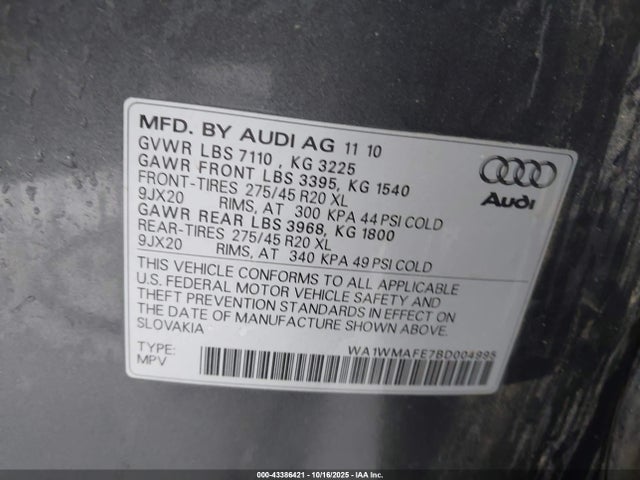 MFD. BY AUDI AG 11 10
GVWR LBS 7110 , KG 3225
GAWR FRONT LBS 3395, KG 1540
FRONT-TIRES 275/45 R20 XL
9JX20 RIMS, AT 300 KPA 44 PSI COLD
GAWR REAR LBS 3968, KG 1800
REAR-TIRES 275/45 R20 XL
9JX20 RIMS, AT 340 KPA 49 PSI COLD
Audi
THIS VEHICLE CONFORMS TO ALL APPLICABLE
U.S. FEDERAL MOTOR VEHICLE SAFETY AND
THEFT PREVENTION STANDARDS IN EFFECT ON
THE DATE OF MANUFACTURE SHOWN ABOVE.
SLOVAKIA
WA1WMAFE7BD004995
TYPE:
MPV
000-43386421 - 10/16/2025 - IAA Inc.